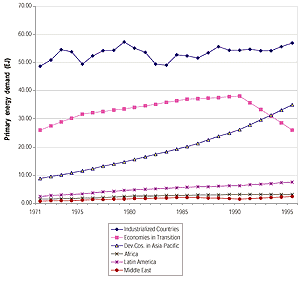 Primary energy demand (EJ)
70.00
60.00
50.00
40.00
30.00
20.00
10.00
0.00
1971 1975 1980 1985 1990 1995
Industrialized Countries
Economies in Transition
Dev.Cos. in Asia Pacific
Africa
Latin America
Middle East